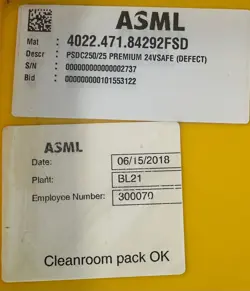 ASML
Mat : 4022.471.84292FSD
Descr : PSDC250/25 PREMIUM 24VSAFE (DEFECT)
S/N : 000000000000002737
Bid : 000000000101553122
ASML
Date: 06/15/2018
Plant: BL21
Employee Number: 300070
Cleanroom pack OK